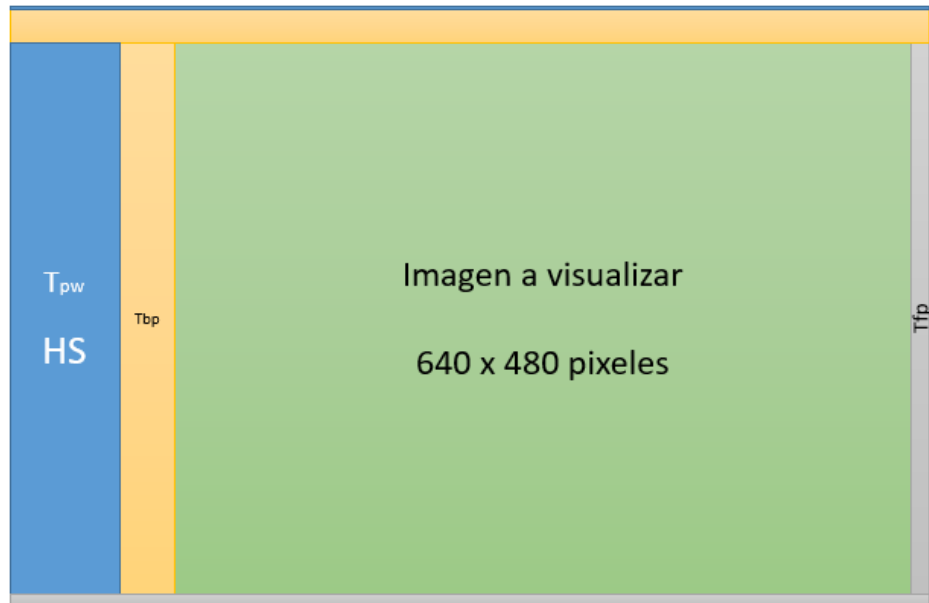 Tpw
HS
Tbp
Imagen a visualizar
640 x 480 pixeles
Tfp